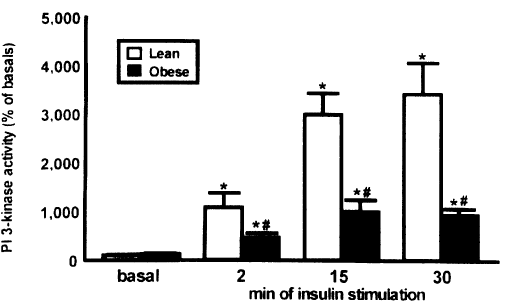 PI 3-kinase activity (% of basals)
5,000
4,000
3,000
2,000
1,000
0
Lean
Obese
*
*#
*
*#
*
*#
basal 2 15 30
min of insulin stimulation